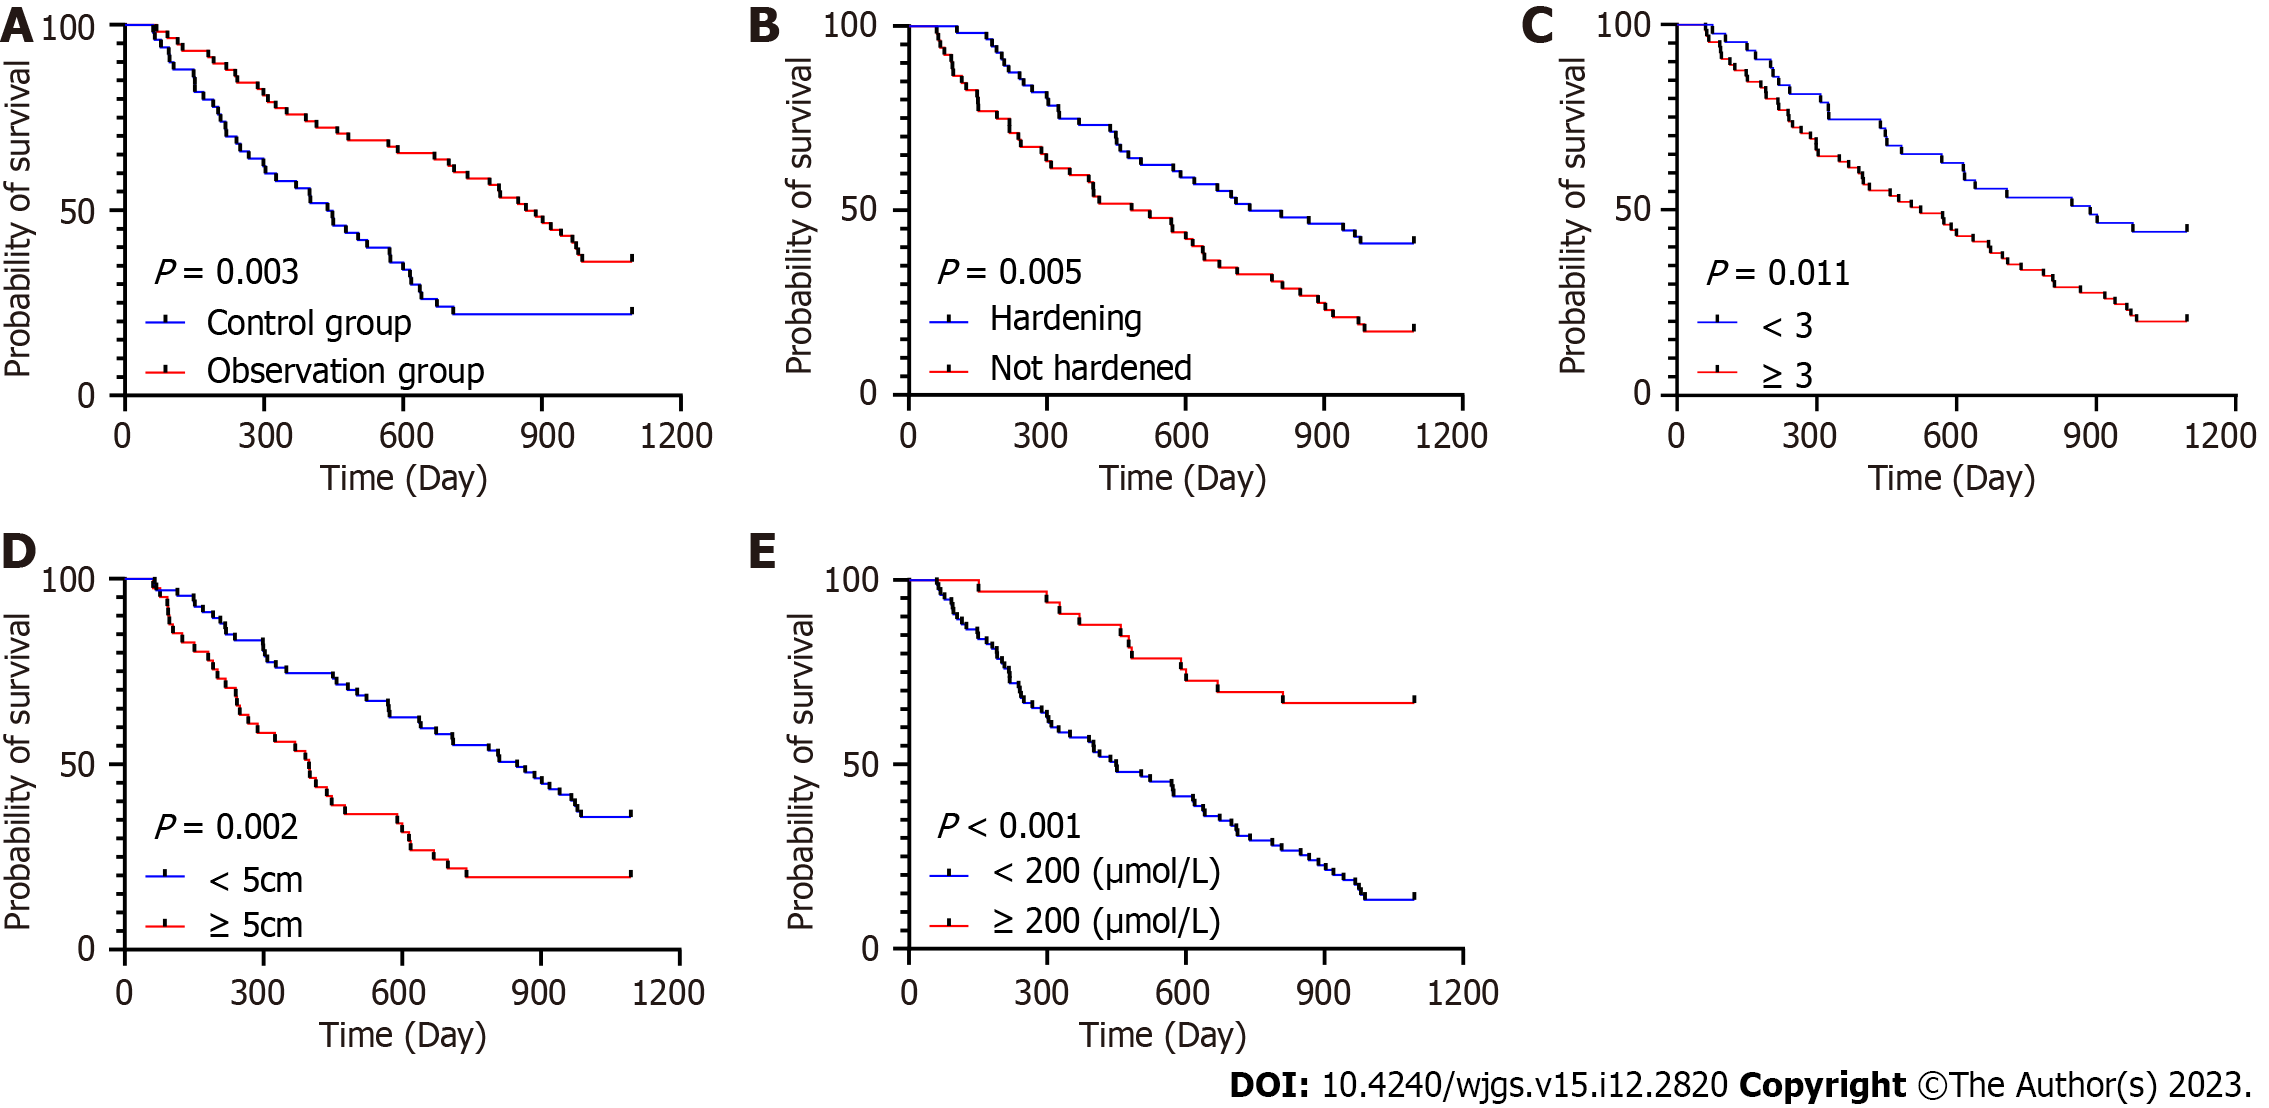 A
Probability of survival
100
50
0
P = 0.003
Control group
Observation group
0 300 600 900 1200
Time (Day)
B
Probability of survival
100
50
0
P = 0.005
Hardening
Not hardened
0 300 600 900 1200
Time (Day)
C
Probability of survival
100
50
0
P = 0.011
< 3
≥ 3
0 300 600 900 1200
Time (Day)
D
Probability of survival
100
50
0
P = 0.002
< 5cm
≥ 5cm
0 300 600 900 1200
Time (Day)
E
Probability of survival
100
50
0
P < 0.001
< 200 (μmol/L)
≥ 200 (μmol/L)
0 300 600 900 1200
Time (Day)
DOI: 10.4240/wjgs.v15.i12.2820 Copyright ©The Author(s) 2023.